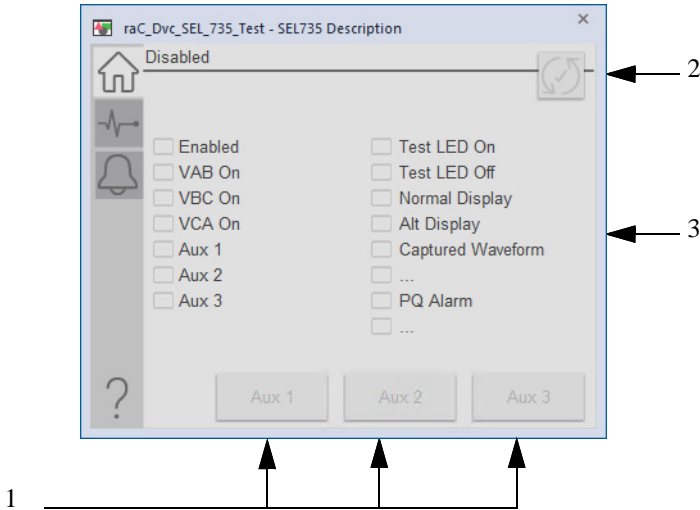 raC_Dvc_SEL_735_Test - SEL735 Description
Disabled
2
Enabled
VAB On
VBC On
VCA On
Aux 1
Aux 2
Aux 3
Test LED On
Test LED Off
Normal Display
Alt Display
Captured Waveform
...
PQ Alarm
...
3
?
Aux 1 Aux 2 Aux 3
1